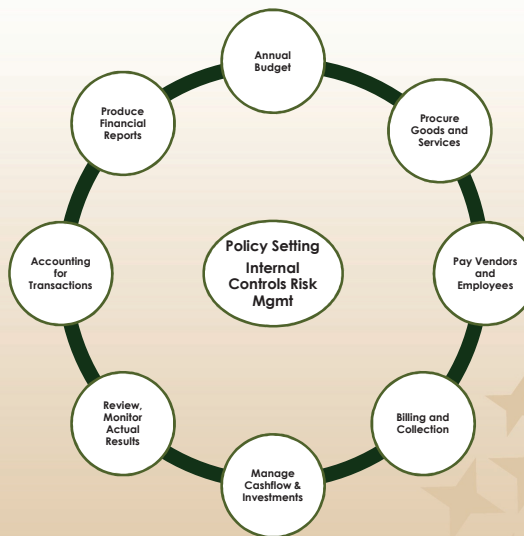 Annual
Budget
Procure
Goods and
Services
Pay Vendors
and
Employees
Billing and
Collection
Manage
Cashflow &
Investments
Review,
Monitor
Actual
Results
Accounting
for
Transactions
Produce
Financial
Reports
Policy Setting
Internal
Controls Risk
Mgmt